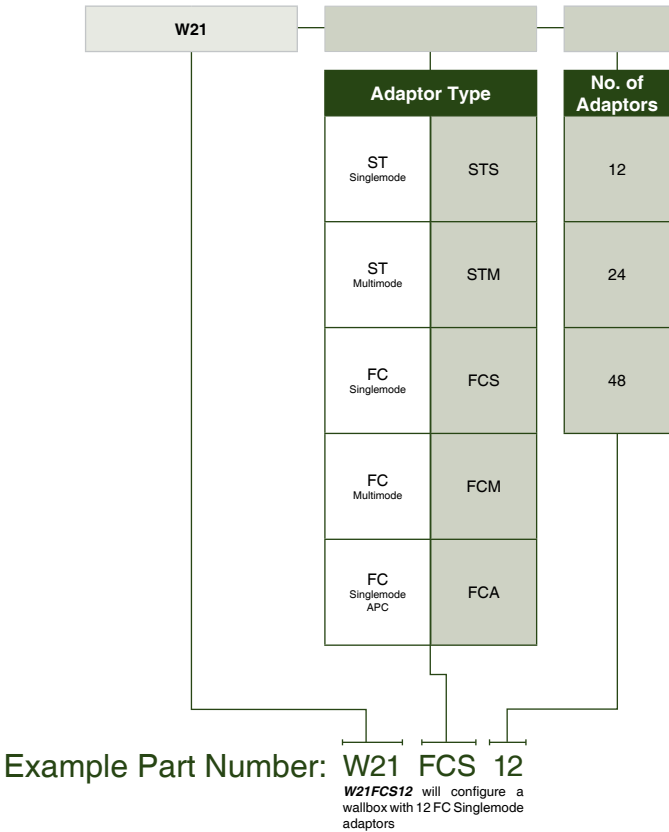 W21
Adaptor Type
No. of
Adaptors
ST
Singlemode
STS
12
ST
Multimode
STM
24
FC
Singlemode
FCS
48
FC
Multimode
FCM
FC
Singlemode
APC
FCA
Example Part Number: W21 FCS 12
W21FCS12 will configure a
wallbox with 12 FC Singlemode
adaptors